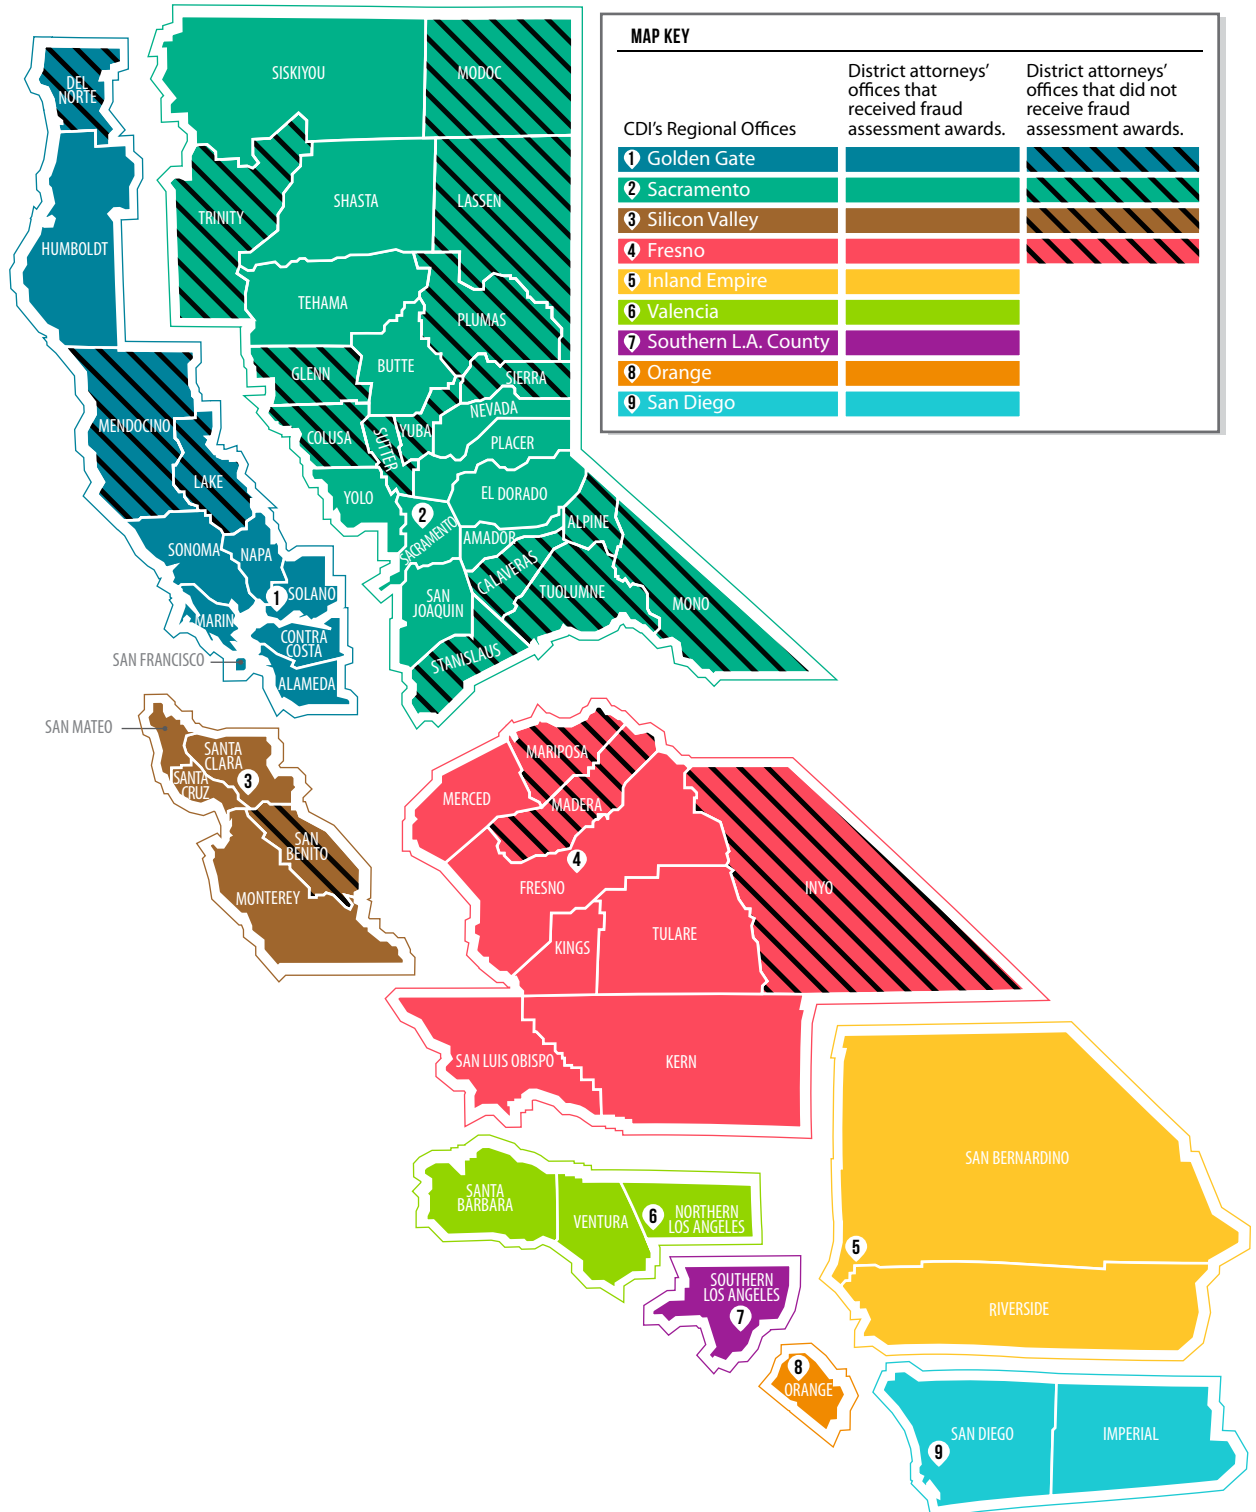 MAP KEY
CDI's Regional Offices
District attorneys'
offices that
received fraud
assessment awards.
District attorneys'
offices that did not
receive fraud
assessment awards.
1 Golden Gate
2 Sacramento
3 Silicon Valley
4 Fresno
5 Inland Empire
6 Valencia
7 Southern L.A. County
8 Orange
9 San Diego
DEL
NORTE
HUMBOLDT
MENDOCINO
LAKE
SONOMA
NAPA
1
SOLANO
MARIN
CONTRA
COSTA
SAN FRANCISCO
ALAMEDA
SISKIYOU
MODOC
TRINITY
SHASTA
LASSEN
TEHAMA
PLUMAS
GLENN
BUTTE
SIERRA
NEVADA
COLUSA
SUTTER
YUBA
PLACER
YOLO
EL DORADO
2
SACRAMENTO
AMADOR
ALPINE
CALAVERAS
SAN
JOAQUIN
TUOLUMNE
MONO
STANISLAUS
SAN MATEO
SANTA
CLARA
SANTA
CRUZ
3
SAN
BENITO
MONTEREY
MARIPOSA
MERCED
MADERA
4
FRESNO
INYO
KINGS
TULARE
SAN LUIS OBISPO
KERN
SANTA
BARBARA
VENTURA
6
NORTHERN
LOS ANGELES
SAN BERNARDINO
5
RIVERSIDE
SOUTHERN
LOS ANGELES
7
8
ORANGE
SAN DIEGO
9
IMPERIAL